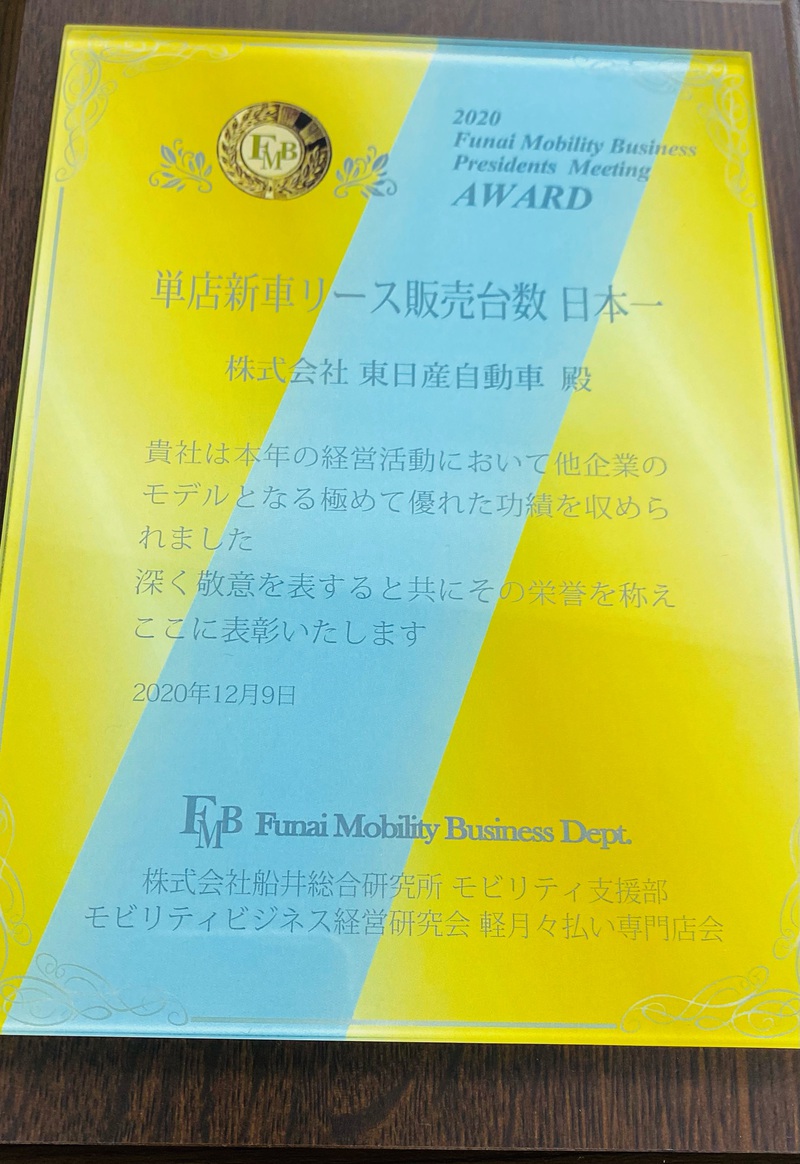 FMB
2020
Funai Mobility Business
Presidents Meeting
AWARD
単店新車リース販売台数 日本一
株式会社 東日産自動車 殿
貴社は本年の経営活動において他企業の
モデルとなる極めて優れた功績を収めら
れました
深く敬意を表すると共にその栄誉を称え
ここに表彰いたします
2020年12月9日
FMB Funai Mobility Business Dept.
株式会社船井総合研究所 モビリティ支援部
モビリティビジネス経営研究会 軽月々払い専門店会